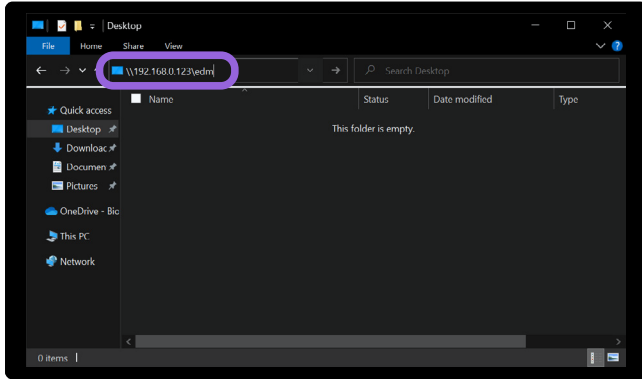 Desktop
File Home Share View
\\192.168.0.123\edm
Search Desktop
Name Status Date modified Type
This folder is empty.
Quick access
Desktop
Downloac
Documen
Pictures
OneDrive - Bio
This PC
Network
0 items